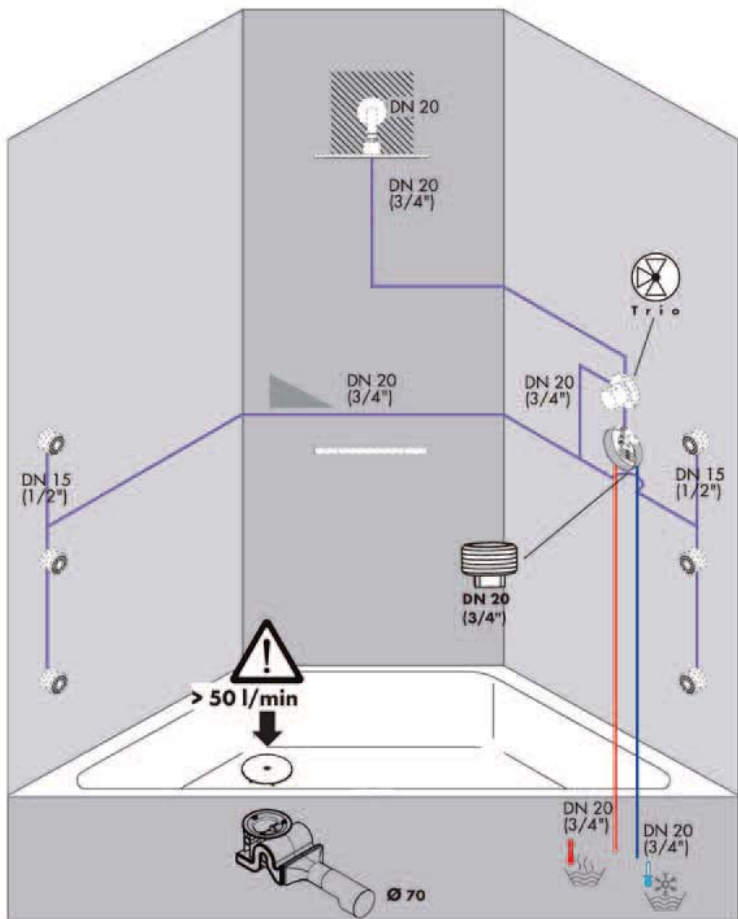 DN 20
DN 20
(3/4")
Trio
DN 20
(3/4")
DN 20
(3/4")
DN 15
(1/2")
DN 15
(1/2")
DN 20
(3/4")
> 50 l/min
DN 20
(3/4")
DN 20
(3/4")
Ø 70